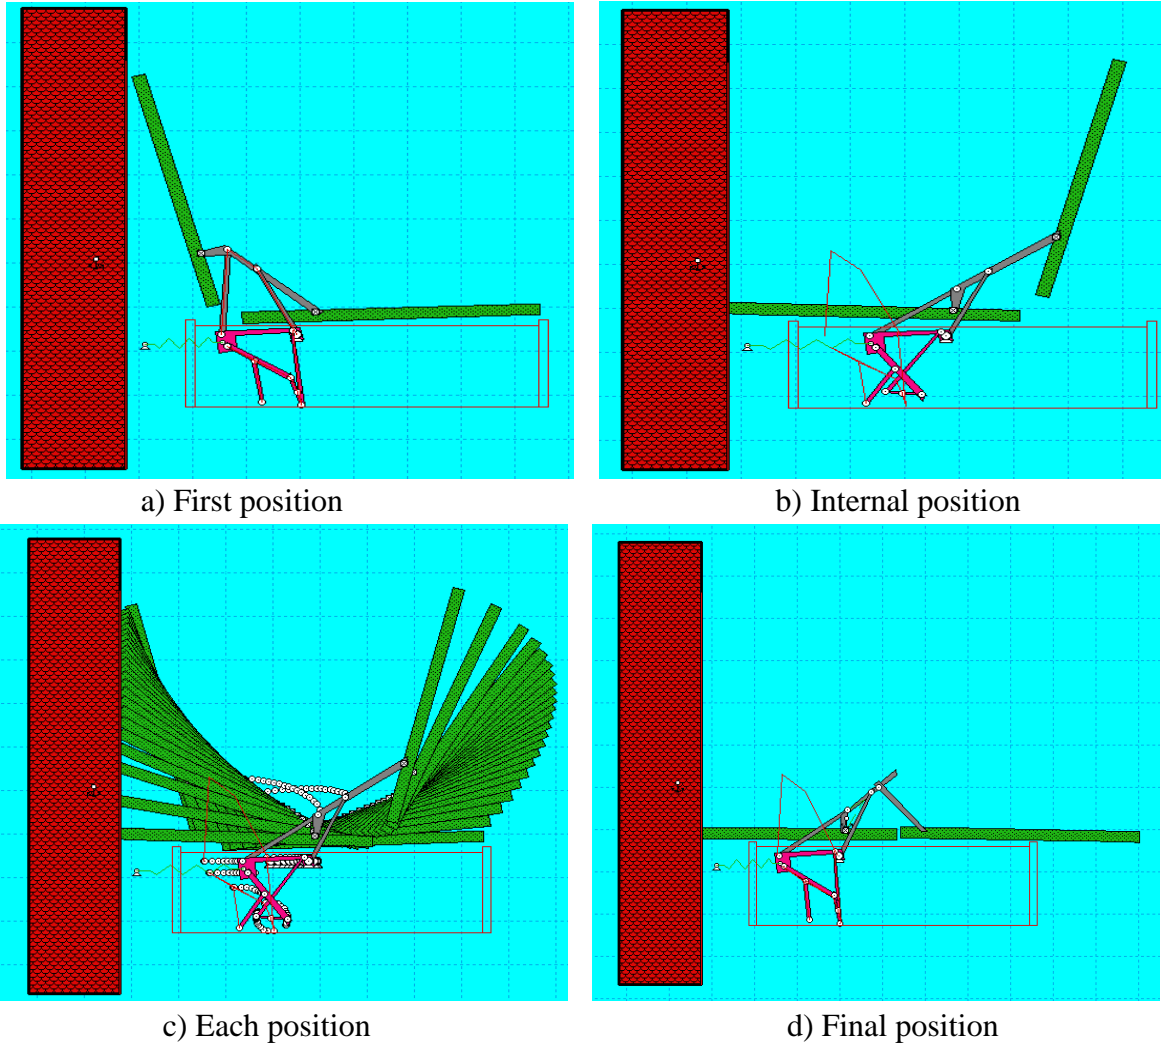 a) First position
b) Internal position
c) Each position
d) Final position